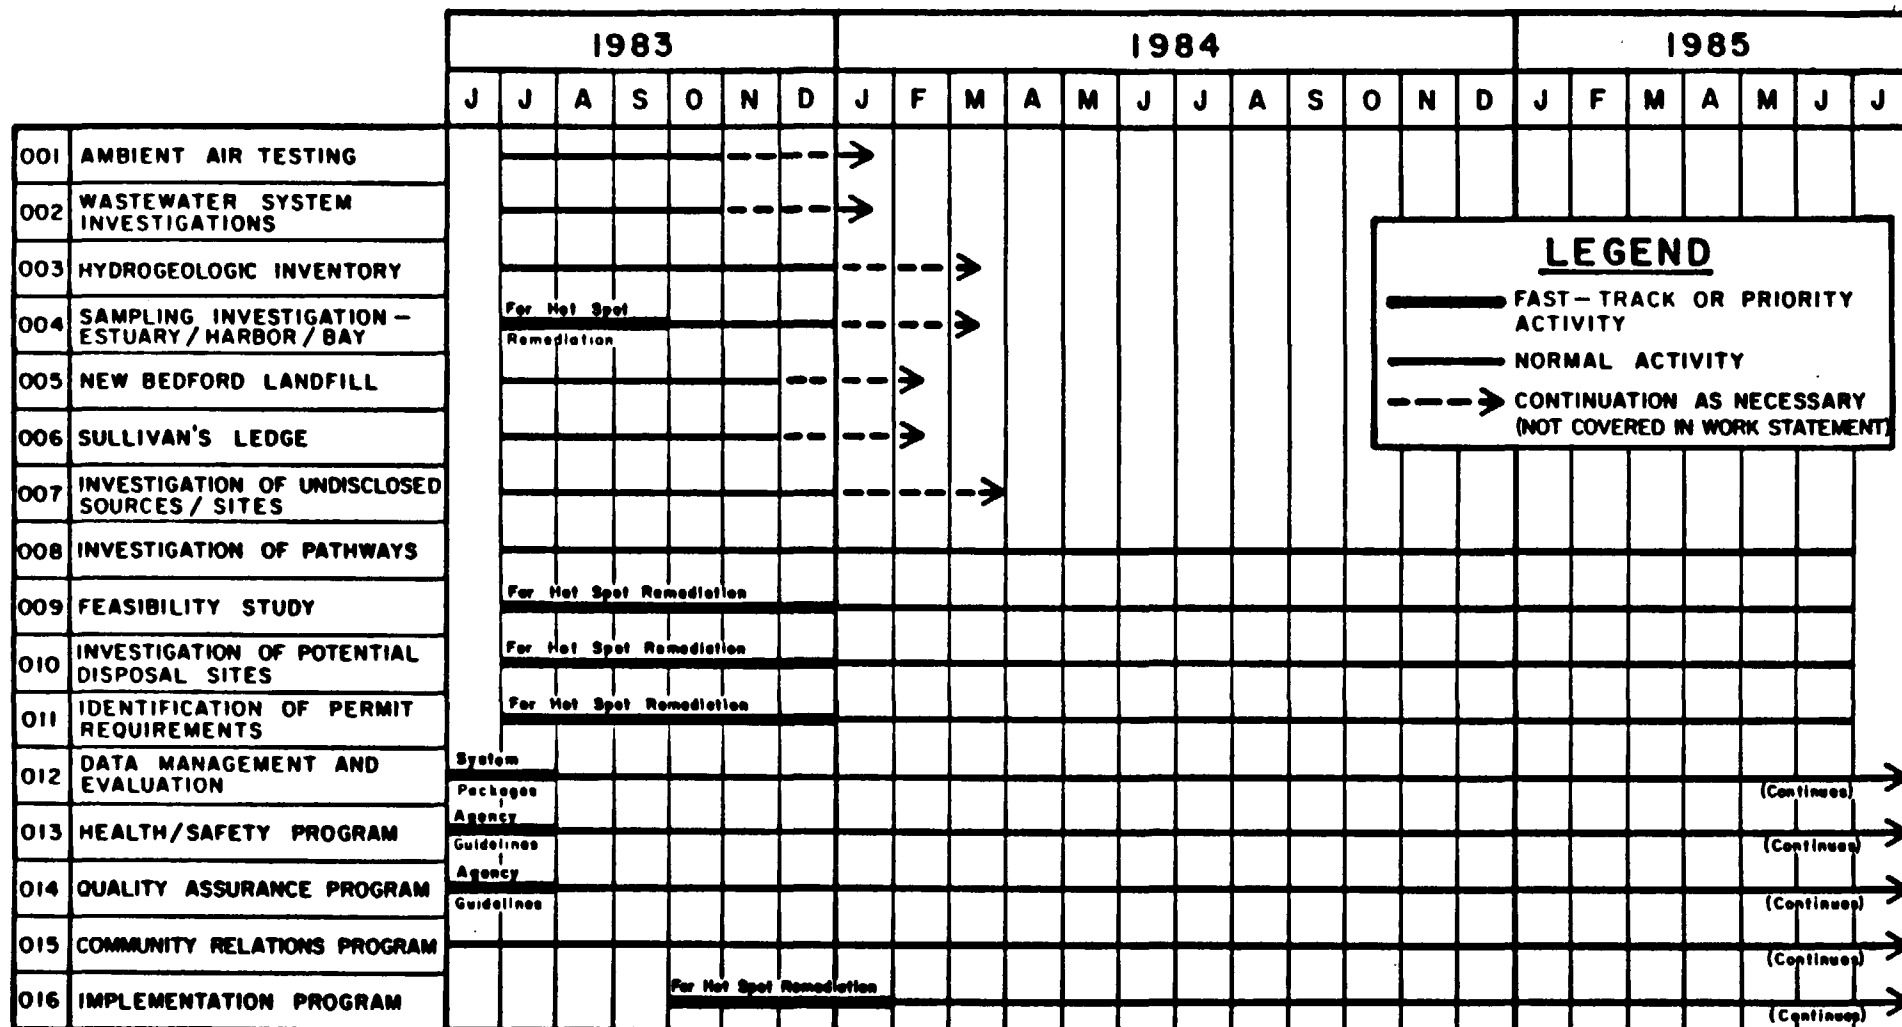 1983 1984 1985
J J A S O N D J F M A M J J A S O N D J F M A M J J
001 AMBIENT AIR TESTING
002 WASTEWATER SYSTEM
INVESTIGATIONS
003 HYDROGEOLOGIC INVENTORY
004 SAMPLING INVESTIGATION –
ESTUARY / HARBOR / BAY
For Hot Spot
Remediation
005 NEW BEDFORD LANDFILL
006 SULLIVAN'S LEDGE
007 INVESTIGATION OF UNDISCLOSED
SOURCES / SITES
008 INVESTIGATION OF PATHWAYS
009 FEASIBILITY STUDY
For Hot Spot Remediation
010 INVESTIGATION OF POTENTIAL
DISPOSAL SITES
For Hot Spot Remediation
011 IDENTIFICATION OF PERMIT
REQUIREMENTS
For Hot Spot Remediation
012 DATA MANAGEMENT AND
EVALUATION
System
Packages
(Continues)
013 HEALTH/SAFETY PROGRAM
Agency
Guidelines
(Continues)
014 QUALITY ASSURANCE PROGRAM
Agency
Guidelines
(Continues)
015 COMMUNITY RELATIONS PROGRAM
(Continues)
016 IMPLEMENTATION PROGRAM
For Hot Spot Remediation
(Continues)
LEGEND
FAST – TRACK OR PRIORITY
ACTIVITY
NORMAL ACTIVITY
CONTINUATION AS NECESSARY
(NOT COVERED IN WORK STATEMENT)